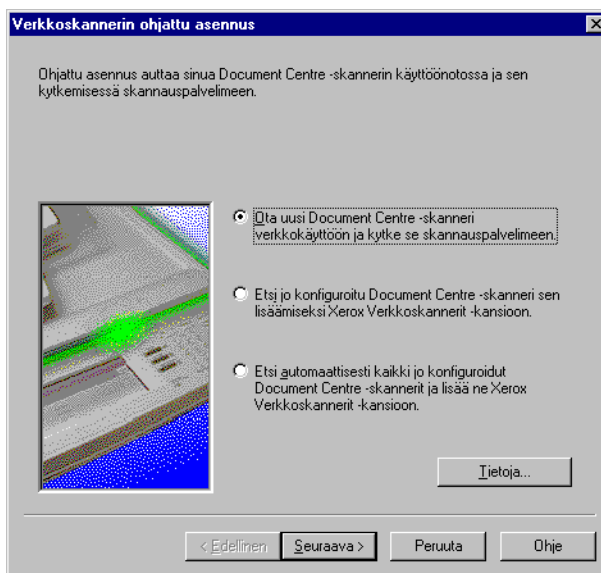 Verkkoskannerin ohjattu asennus
Ohjattu asennus auttaa sinua Document Centre -skannerin käyttöönotossa ja sen
kytkemisessä skannauspalvelimeen.
Ota uusi Document Centre -skanneri
verkkokäyttöön ja kytke se skannauspalvelimeen.
Etsi jo konfiguroitu Document Centre -skanneri sen
lisäämiseksi Xerox Verkkoskannerit -kansioon.
Etsi automaattisesti kaikki jo konfiguroidut
Document Centre -skannerit ja lisää ne Xerox
Verkkoskannerit -kansioon.
Tietoja...
< Edellinen
Seuraava >
Peruuta
Ohje